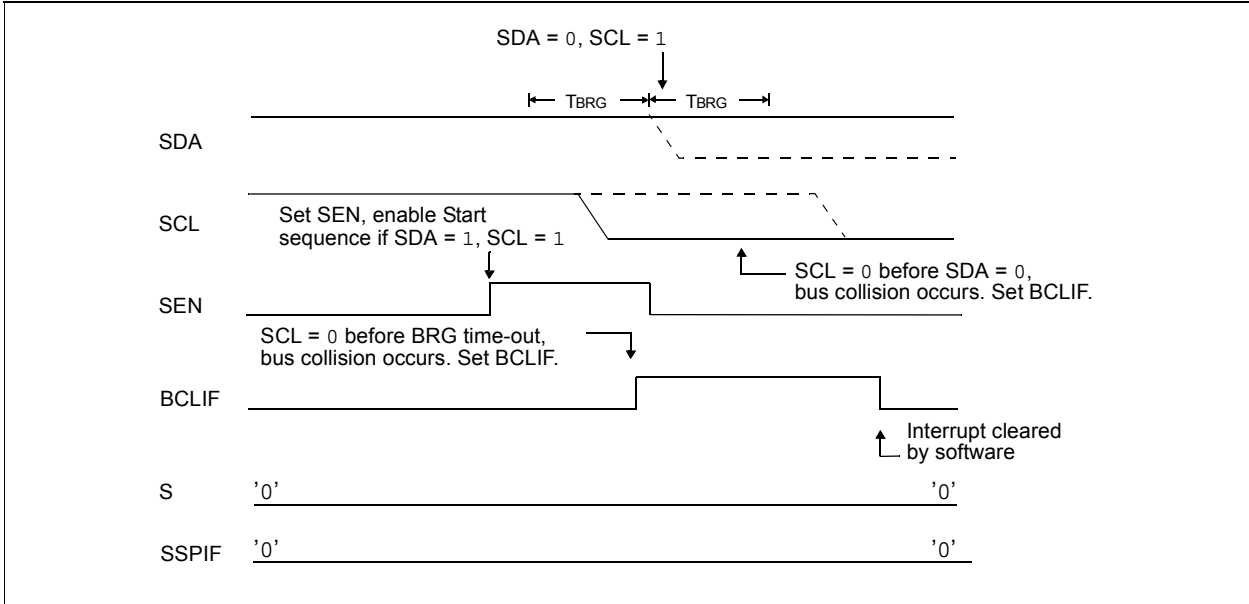 SDA = 0, SCL = 1
TBRG TBRG
SDA
SCL
Set SEN, enable Start
sequence if SDA = 1, SCL = 1
SCL = 0 before SDA = 0,
bus collision occurs. Set BCLIF.
SEN
SCL = 0 before BRG time-out,
bus collision occurs. Set BCLIF.
BCLIF
Interrupt cleared
by software
S '0' '0'
SSPIF '0' '0'